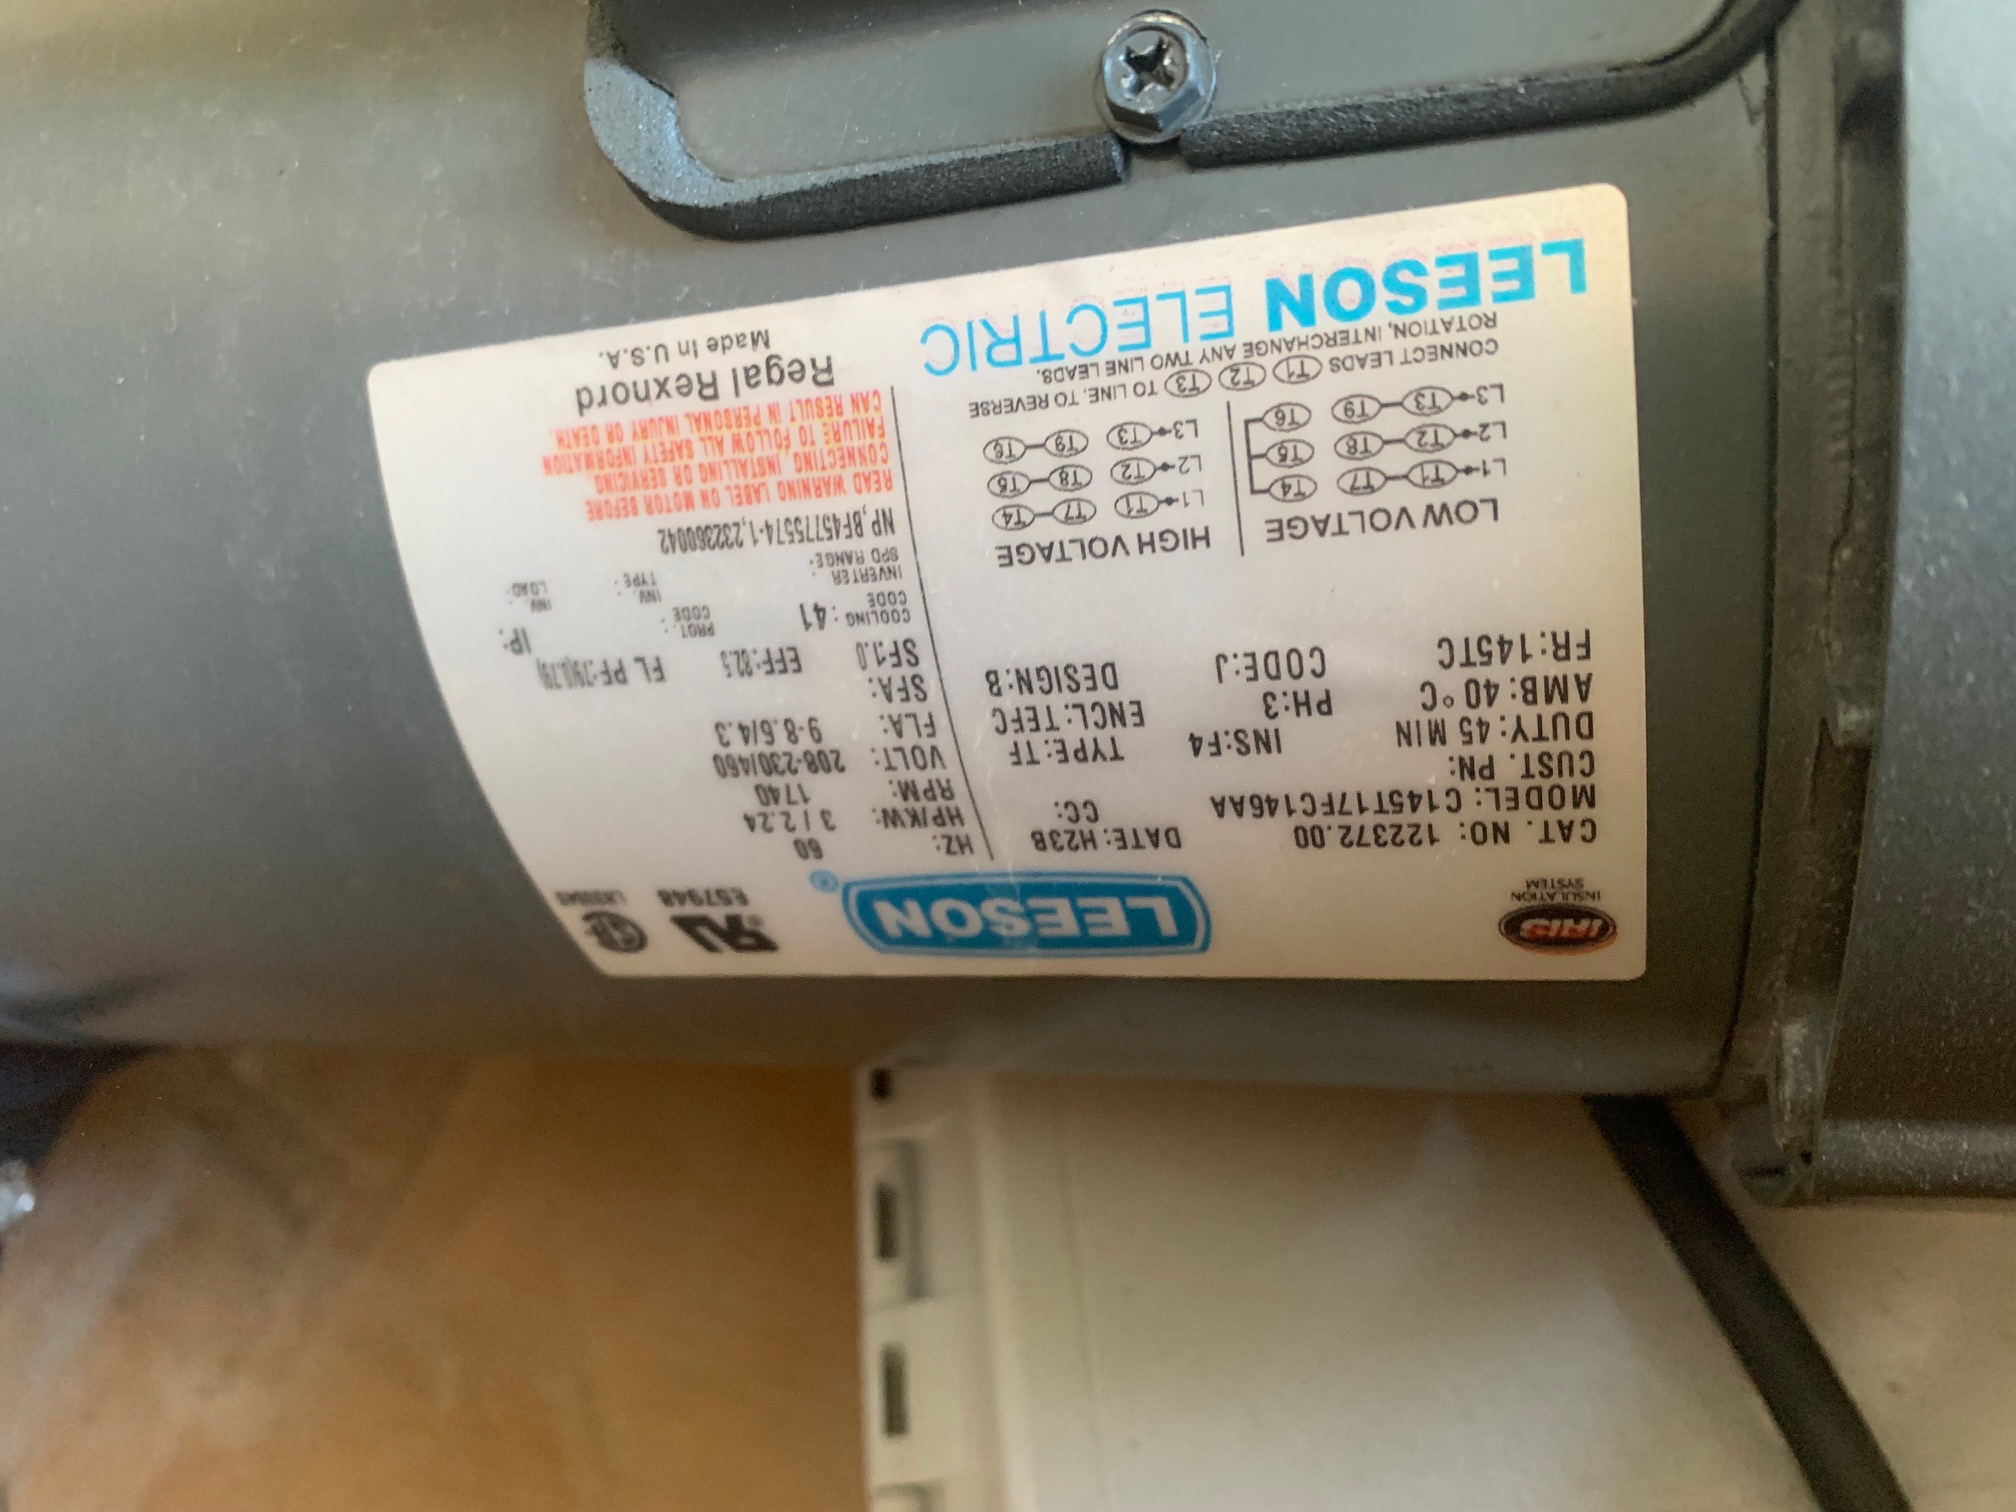 IRIS
INSULATION
SYSTEM
LEESON®
E57948
CAT. NO: 122372.00 DATE: H23B
MODEL: C145T17FC146AA CC:
CUST. PN:
DUTY: 45 MIN INS:F4 TYPE:TF
AMB: 40°C PH:3 ENCL:TEFC
FR:145TC CODE:J DESIGN:B
HZ: 60
HP/KW: 3 / 2.24
RPM: 1740
VOLT: 208-230/460
FLA: 9-8.6/4.3
SFA:
SF1.0 EFF:82.5 FL PF:79(0.79) IP:
COOLING CODE : 41 PROT. CODE :
INVERTER SPD RANGE: INV. TYPE : INV. LOAD :
NP,BF45775574-1,232360042
LOW VOLTAGE
L1 T1 T7 T4
L2 T2 T8 T5
L3 T3 T9 T6
HIGH VOLTAGE
L1 T1 T7 T4
L2 T2 T8 T5
L3 T3 T9 T6
CONNECT LEADS T1 T2 T3 TO LINE. TO REVERSE
ROTATION, INTERCHANGE ANY TWO LINE LEADS.
READ WARNING LABEL ON MOTOR BEFORE
CONNECTING, INSTALLING OR SERVICING.
FAILURE TO FOLLOW ALL SAFETY INFORMATION
CAN RESULT IN PERSONAL INJURY OR DEATH.
LEESON ELECTRIC
Regal Rexnord
Made In U.S.A.